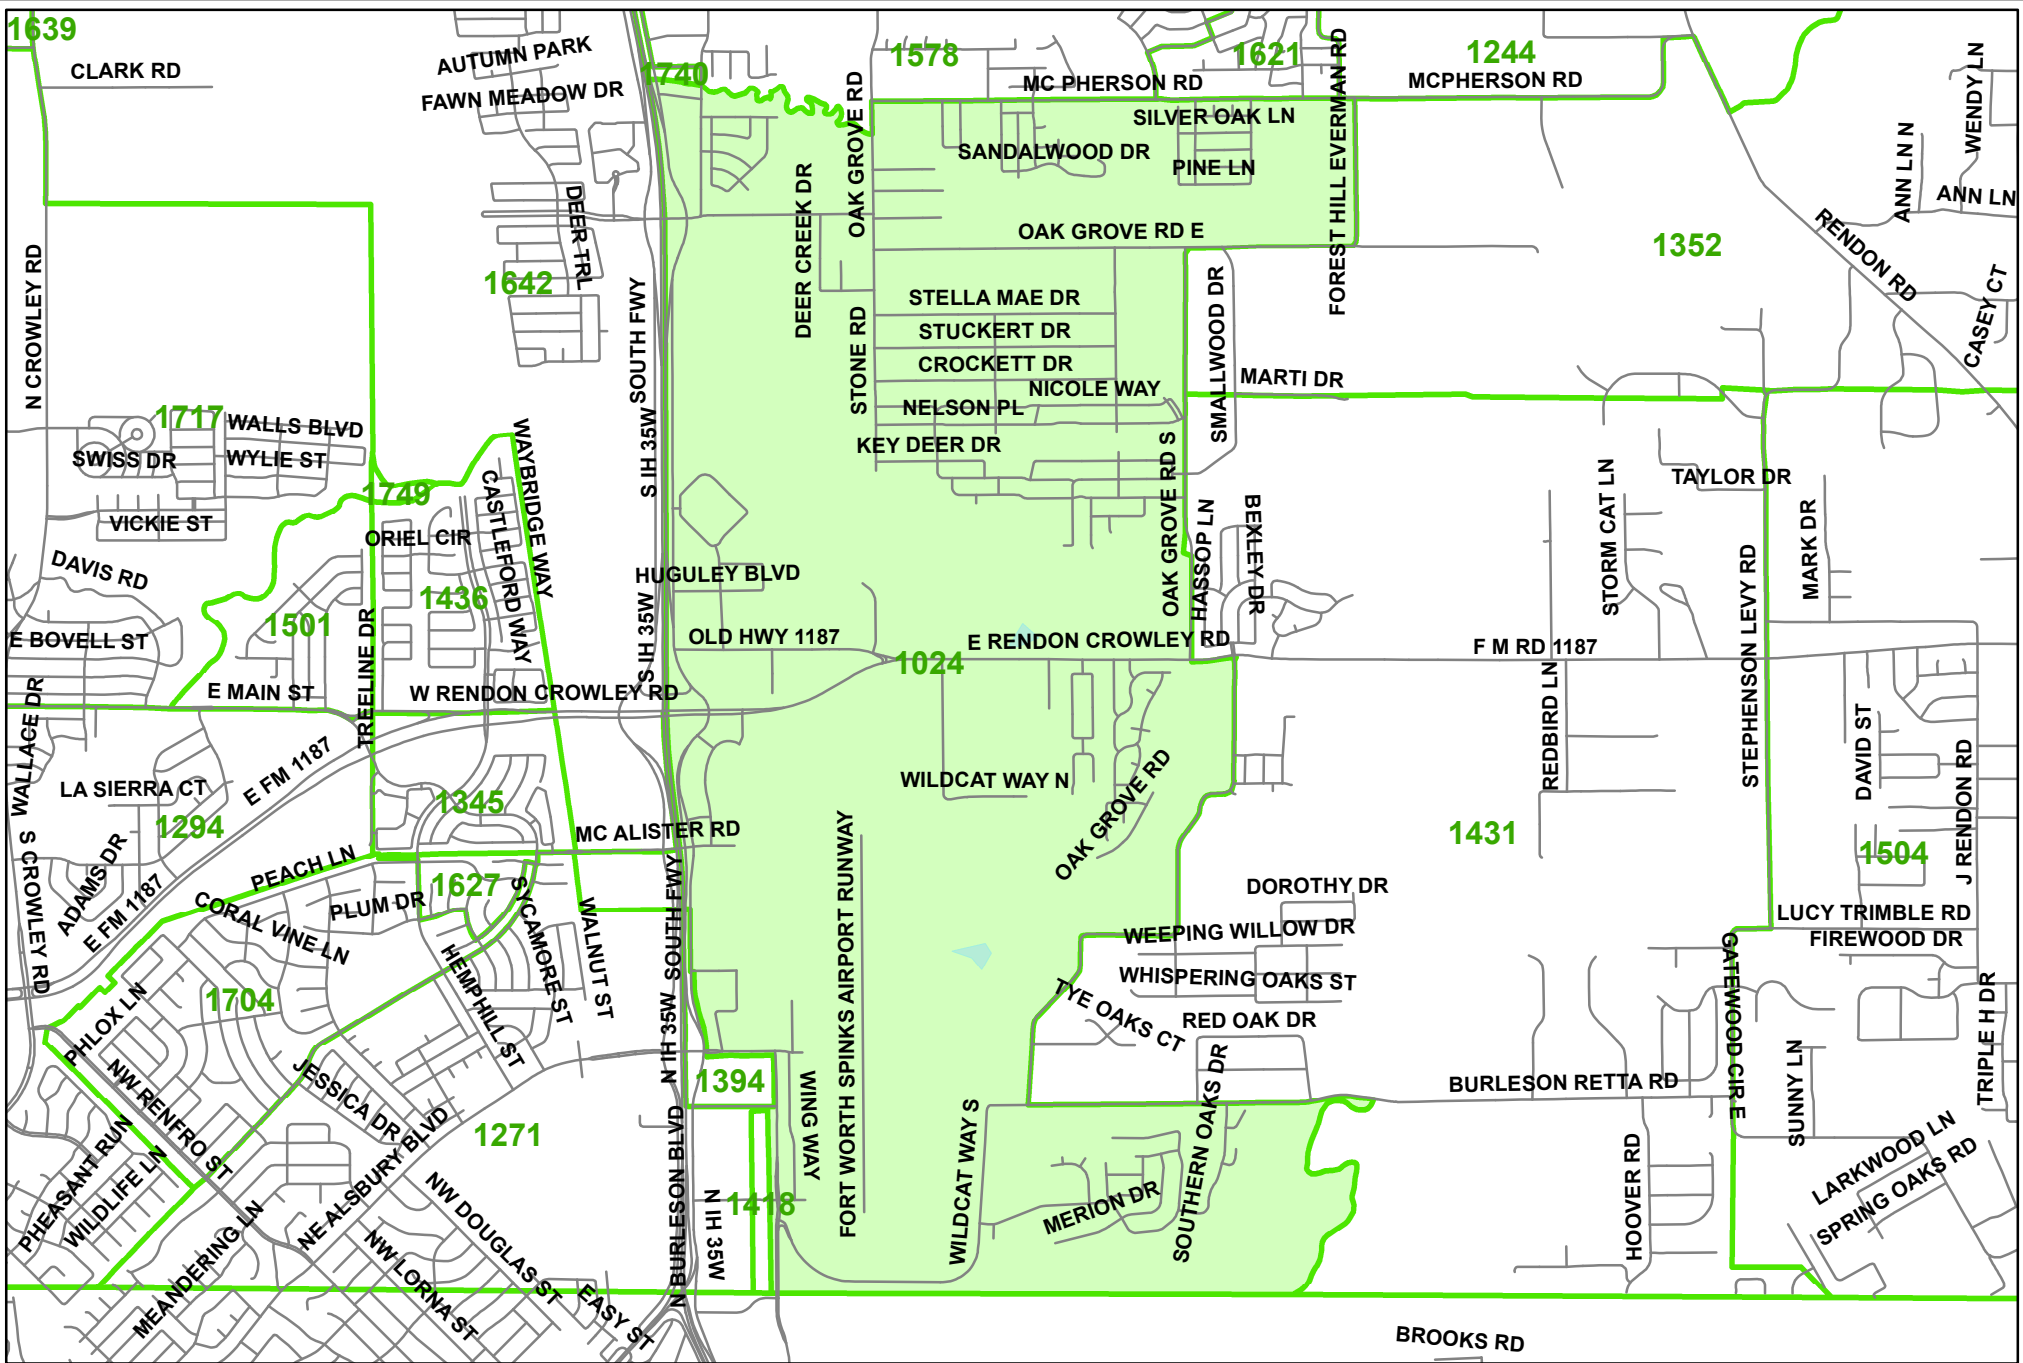 1639
CLARK RD
AUTUMN PARK
FAWN MEADOW DR
1740
1578
MC PHERSON RD
1621
1244
MCPHERSON RD
SILVER OAK LN
SANDALWOOD DR
PINE LN
OAK GROVE RD
FOREST HILL EVERMAN RD
WENDY LN
ANN LN N
ANN LN
RENDON RD
CASEY CT
1352
DEER CREEK DR
OAK GROVE RD E
DEER TRL
1642
N CROWLEY RD
SOUTH FWY
S IH 35W
STELLA MAE DR
STUCKERT DR
CROCKETT DR
NICOLE WAY
NELSON PL
KEY DEER DR
STONE RD
SMALLWOOD DR
MARTI DR
1717
WALLS BLVD
SWISS DR
WYLIE ST
VICKIE ST
1749
ORIEL CIR
CASTLEFORD WAY
WAYBRIDGE WAY
OAK GROVE RD S
HASSOP LN
BEXLEY DR
STORM CAT LN
TAYLOR DR
MARK DR
STEPHENSON LEVY RD
DAVIS RD
E BOVELL ST
1501
1436
TREELINE DR
HUGULEY BLVD
S IH 35W
OLD HWY 1187
1024
E RENDON CROWLEY RD
F M RD 1187
E MAIN ST
W RENDON CROWLEY RD
WALLACE DR
E FM 1187
LA SIERRA CT
1294
1345
MC ALISTER RD
WILDCAT WAY N
OAK GROVE RD
REDBIRD LN
1431
DAVID ST
J RENDON RD
1504
S CROWLEY RD
ADAMS DR
E FM 1187
PEACH LN
CORAL VINE LN
PLUM DR
1627
SYCAMORE ST
WALNUT ST
HEMPHILL ST
SOUTH FWY
N IH 35W
FORT WORTH SPINKS AIRPORT RUNWAY
DOROTHY DR
WEEPING WILLOW DR
WHISPERING OAKS ST
TYE OAKS CT
RED OAK DR
LUCY TRIMBLE RD
FIREWOOD DR
GATEWOOD CIR E
TRIPLE H DR
1704
PHLOX LN
NW RENFRO ST
JESSICA DR
1394
WING WAY
BURLESON RETTA RD
SUNNY LN
PHEASANT RUN
WILDLIFE LN
1271
NE ALSBURY BLVD
MEANDERING LN
NW DOUGLAS ST
NW LORNA ST
EASY ST
N BURLESON BLVD
N IH 35W
1418
WILDCAT WAY S
MERION DR
SOUTHERN OAKS DR
HOOVER RD
LARKWOOD LN
SPRING OAKS RD
BROOKS RD